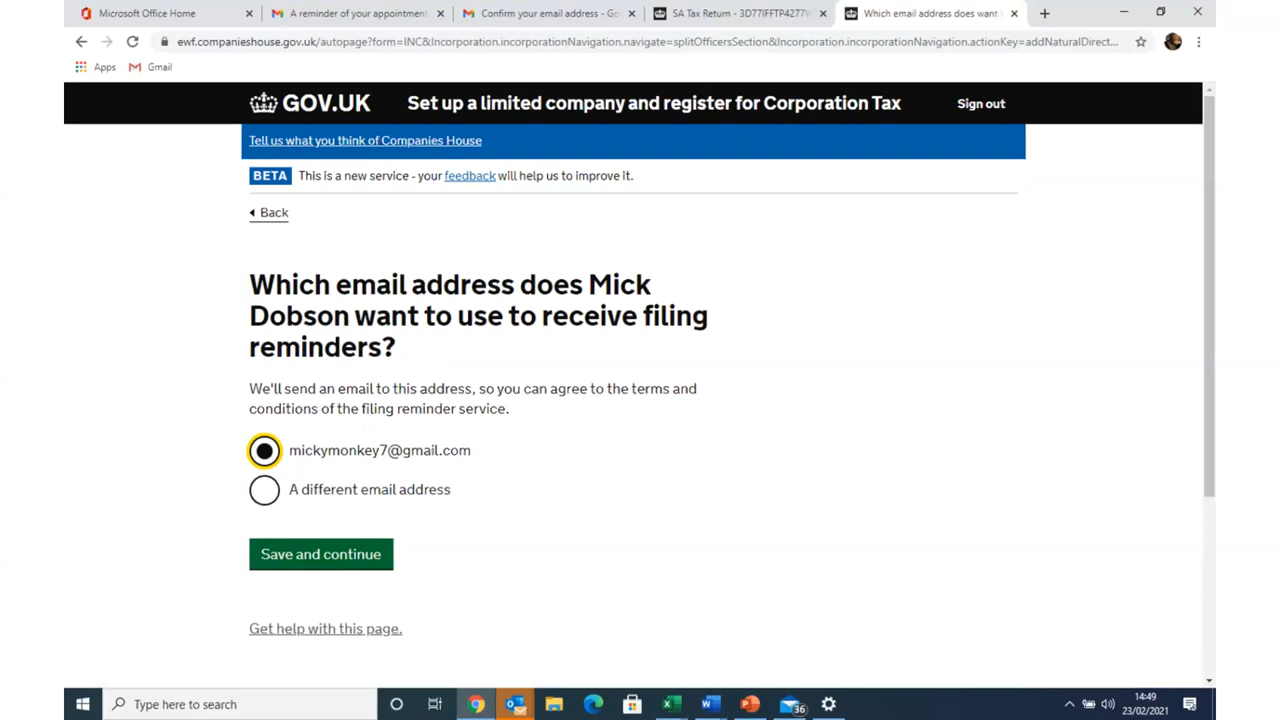 Microsoft Office Home
A reminder of your appointment
Confirm your email address - Go
SA Tax Return - 3D77IFFTP4277V
Which email address does want
ewf.companieshouse.gov.uk/autopage?form=INC&Incorporation.incorporationNavigation.navigate=splitOfficersSection&Incorporation.incorporationNavigation.actionKey=addNaturalDirect...
Apps Gmail
GOV.UK Set up a limited company and register for Corporation Tax Sign out
Tell us what you think of Companies House
BETA This is a new service - your feedback will help us to improve it.
Back
Which email address does Mick
Dobson want to use to receive filing
reminders?
We'll send an email to this address, so you can agree to the terms and
conditions of the filing reminder service.
mickymonkey7@gmail.com
A different email address
Save and continue
Get help with this page.
Type here to search
36
14:49
23/02/2021